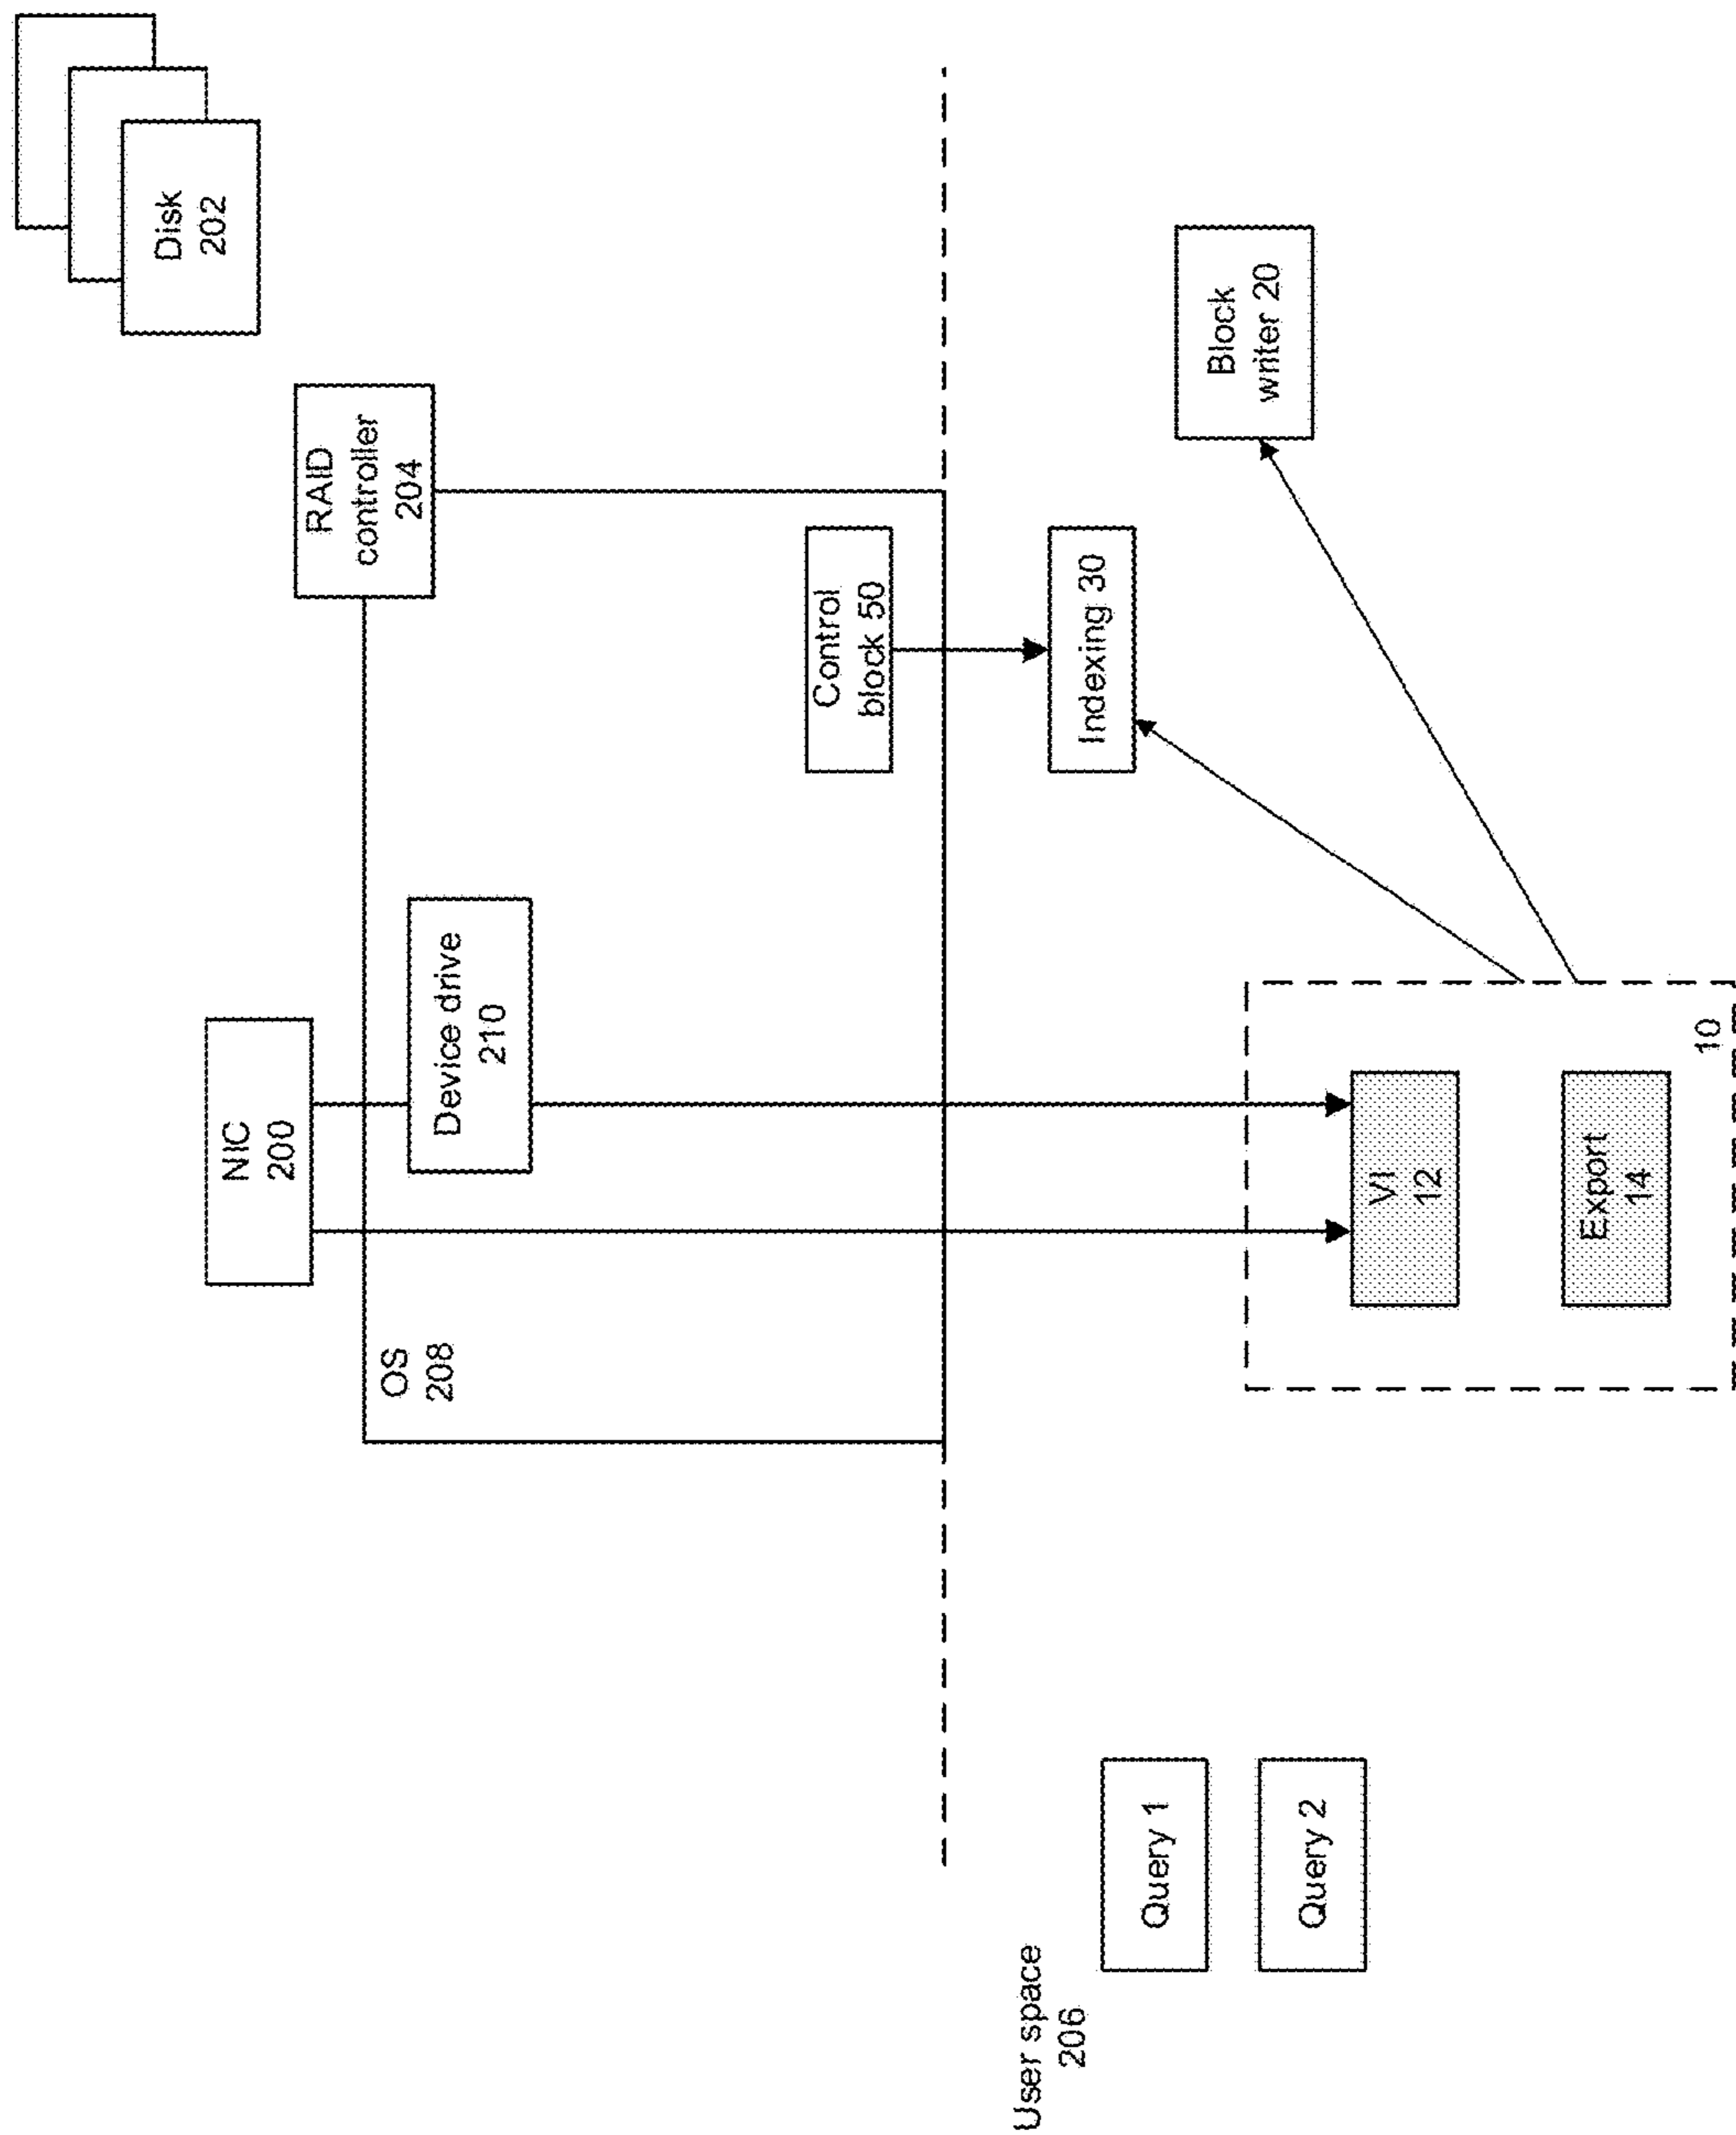 Disk
202
RAID
controller
204
NIC
200
Device drive
210
OS
208
Control
block 50
Indexing 30
Block
writer 20
VI
12
Export
14
10
User space
206
Query 1
Query 2